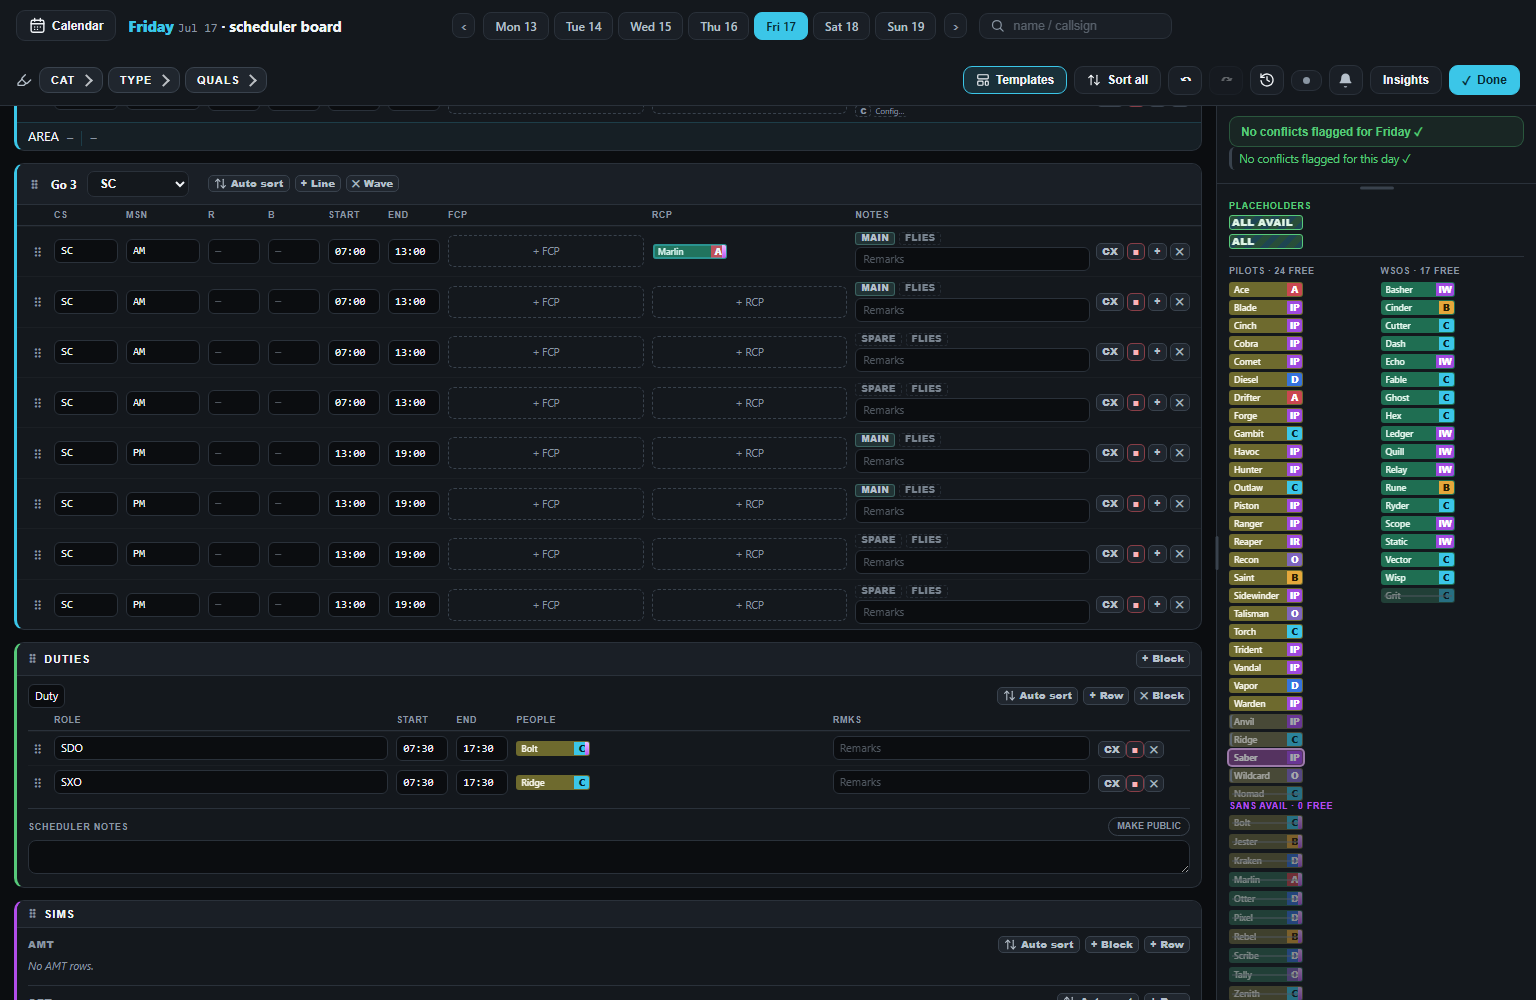 Calendar
Friday Jul 17 · scheduler board
‹ Mon 13 Tue 14 Wed 15 Thu 16 Fri 17 Sat 18 Sun 19 ›
name / callsign
CAT TYPE QUALS
Templates Sort all Insights ✓ Done
C Config...
AREA – –
Go 3 SC Auto sort + Line ✕ Wave
CS MSN R B START END FCP RCP NOTES
MAIN FLIES
SC AM – – 07:00 13:00 + FCP Marlin A Remarks CX + ✕
MAIN FLIES
SC AM – – 07:00 13:00 + FCP + RCP Remarks CX + ✕
SPARE FLIES
SC AM – – 07:00 13:00 + FCP + RCP Remarks CX + ✕
SPARE FLIES
SC AM – – 07:00 13:00 + FCP + RCP Remarks CX + ✕
MAIN FLIES
SC PM – – 13:00 19:00 + FCP + RCP Remarks CX + ✕
MAIN FLIES
SC PM – – 13:00 19:00 + FCP + RCP Remarks CX + ✕
SPARE FLIES
SC PM – – 13:00 19:00 + FCP + RCP Remarks CX + ✕
SPARE FLIES
SC PM – – 13:00 19:00 + FCP + RCP Remarks CX + ✕
DUTIES + Block
Duty Auto sort + Row ✕ Block
ROLE START END PEOPLE RMKS
SDO 07:30 17:30 Bolt C Remarks CX ✕
SXO 07:30 17:30 Ridge C Remarks CX ✕
SCHEDULER NOTES MAKE PUBLIC
SIMS
AMT Auto sort + Block + Row
No AMT rows.
No conflicts flagged for Friday ✓
No conflicts flagged for this day ✓
PLACEHOLDERS
ALL AVAIL
ALL
PILOTS · 24 FREE
Ace A
Blade IP
Cinch IP
Cobra IP
Comet IP
Diesel D
Drifter A
Forge IP
Gambit C
Havoc IP
Hunter IP
Outlaw C
Piston IP
Ranger IP
Reaper IR
Recon O
Saint B
Sidewinder IP
Talisman O
Torch C
Trident IP
Vandal IP
Vapor D
Warden IP
Anvil IP
Ridge C
Saber IP
Wildcard O
Nomad C
SANS AVAIL · 0 FREE
Bolt C
Jester B
Kraken D
Marlin A
Otter D
Pixel D
Rebel B
Scribe D
Tally O
Zenith C
WSOS · 17 FREE
Basher IW
Cinder B
Cutter C
Dash C
Echo IW
Fable C
Ghost C
Hex C
Ledger IW
Quill IW
Relay IW
Rune B
Ryder C
Scope IW
Static IW
Vector C
Wisp C
Grit C